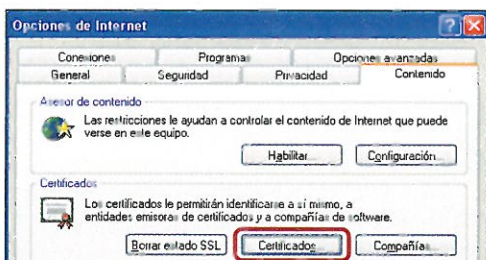 Opciones de Internet
Conexiones Programas Opciones avanzadas
General Seguridad Privacidad Contenido
Asesor de contenido
Las restricciones le ayudan a controlar el contenido de Internet que puede
verse en este equipo.
Habilitar... Configuración...
Certificados
Los certificados le permitirán identificarse a sí mismo, a
entidades emisoras de certificados y a compañías de software.
Borrar estado SSL Certificados... Compañías...